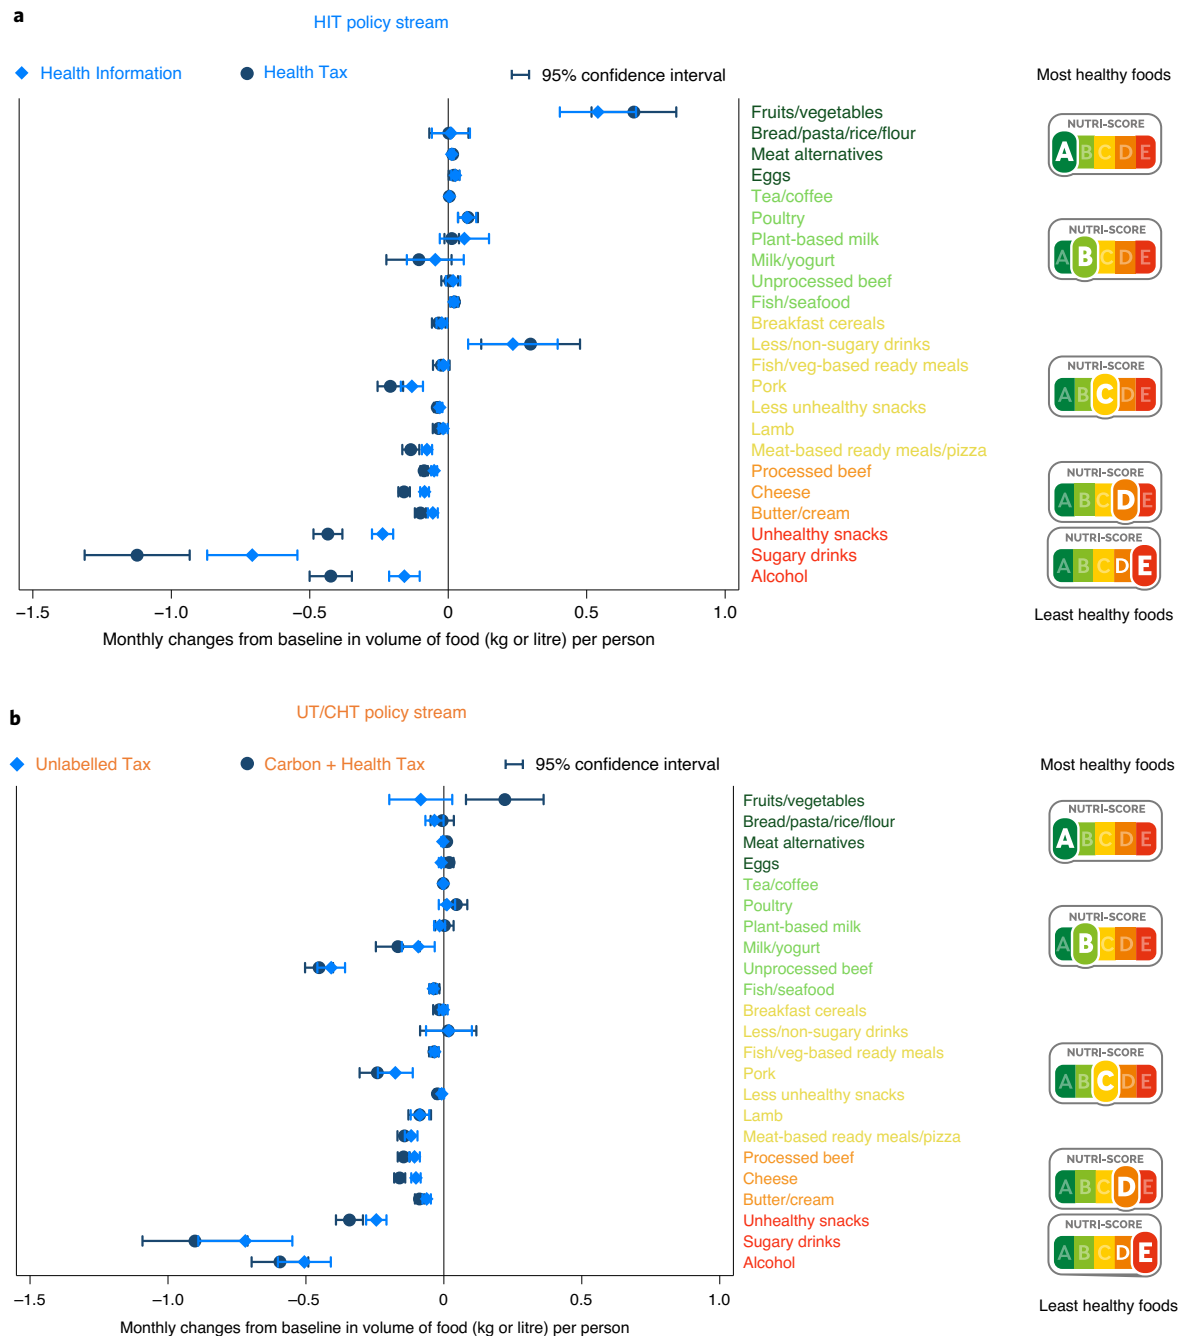 a
HIT policy stream
Health Information
Health Tax
95% confidence interval
Most healthy foods
Fruits/vegetables
Bread/pasta/rice/flour
Meat alternatives
Eggs
Tea/coffee
Poultry
Plant-based milk
Milk/yogurt
Unprocessed beef
Fish/seafood
Breakfast cereals
Less/non-sugary drinks
Fish/veg-based ready meals
Pork
Less unhealthy snacks
Lamb
Meat-based ready meals/pizza
Processed beef
Cheese
Butter/cream
Unhealthy snacks
Sugary drinks
Alcohol
NUTRI-SCORE
A B C D E
NUTRI-SCORE
A B C D E
NUTRI-SCORE
A B C D E
NUTRI-SCORE
A B C D E
NUTRI-SCORE
A B C D E
Least healthy foods
−1.5 −1.0 −0.5 0 0.5 1.0
Monthly changes from baseline in volume of food (kg or litre) per person
b
UT/CHT policy stream
Unlabelled Tax
Carbon + Health Tax
95% confidence interval
Most healthy foods
Fruits/vegetables
Bread/pasta/rice/flour
Meat alternatives
Eggs
Tea/coffee
Poultry
Plant-based milk
Milk/yogurt
Unprocessed beef
Fish/seafood
Breakfast cereals
Less/non-sugary drinks
Fish/veg-based ready meals
Pork
Less unhealthy snacks
Lamb
Meat-based ready meals/pizza
Processed beef
Cheese
Butter/cream
Unhealthy snacks
Sugary drinks
Alcohol
NUTRI-SCORE
A B C D E
NUTRI-SCORE
A B C D E
NUTRI-SCORE
A B C D E
NUTRI-SCORE
A B C D E
NUTRI-SCORE
A B C D E
−1.5 −1.0 −0.5 0 0.5 1.0
Least healthy foods
Monthly changes from baseline in volume of food (kg or litre) per person